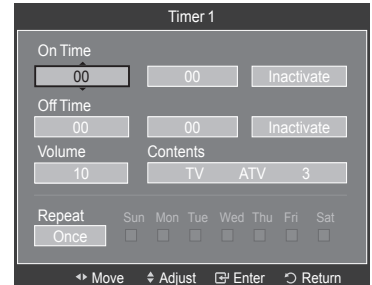 Timer 1
On Time
00 00 Inactivate
Off Time
00 00 Inactivate
Volume Contents
10 TV ATV 3
Repeat Sun Mon Tue Wed Thu Fri Sat
Once
Move Adjust Enter Return